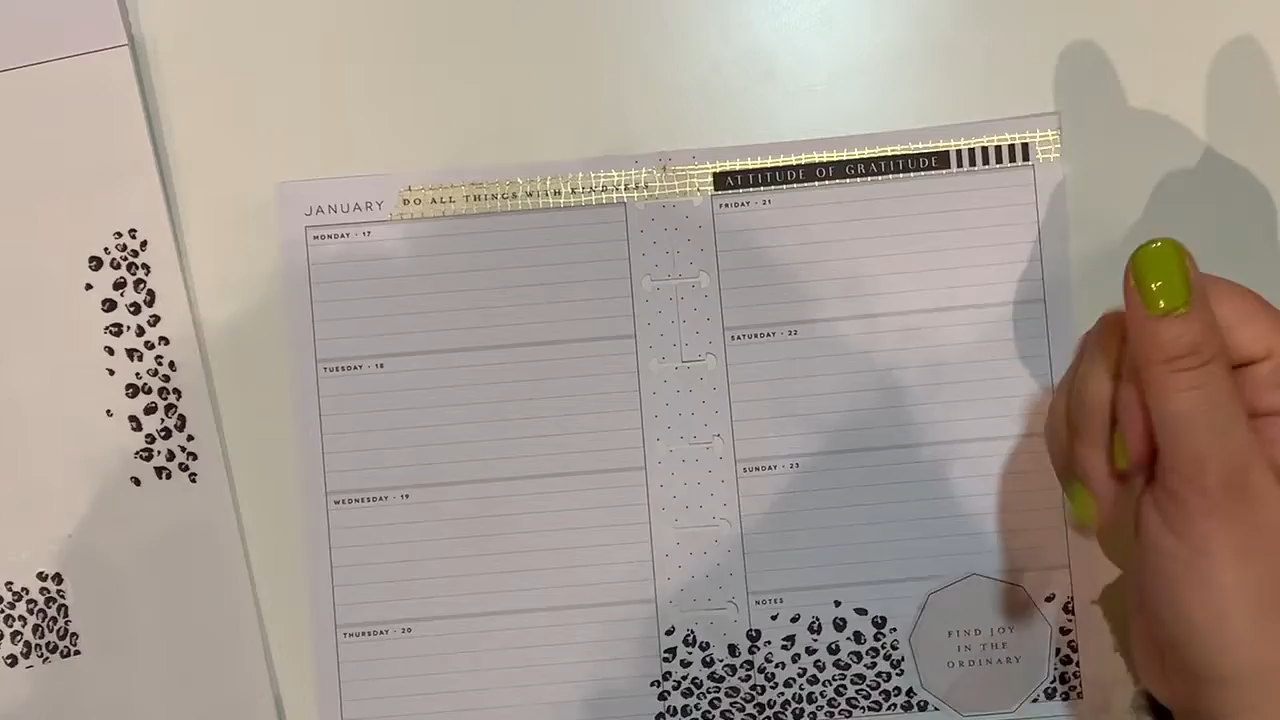 JANUARY
DO ALL THINGS WITH KINDNESS
ATTITUDE OF GRATITUDE
MONDAY • 17
TUESDAY • 18
WEDNESDAY • 19
THURSDAY • 20
FRIDAY • 21
SATURDAY • 22
SUNDAY • 23
NOTES
FIND JOY
IN THE
ORDINARY